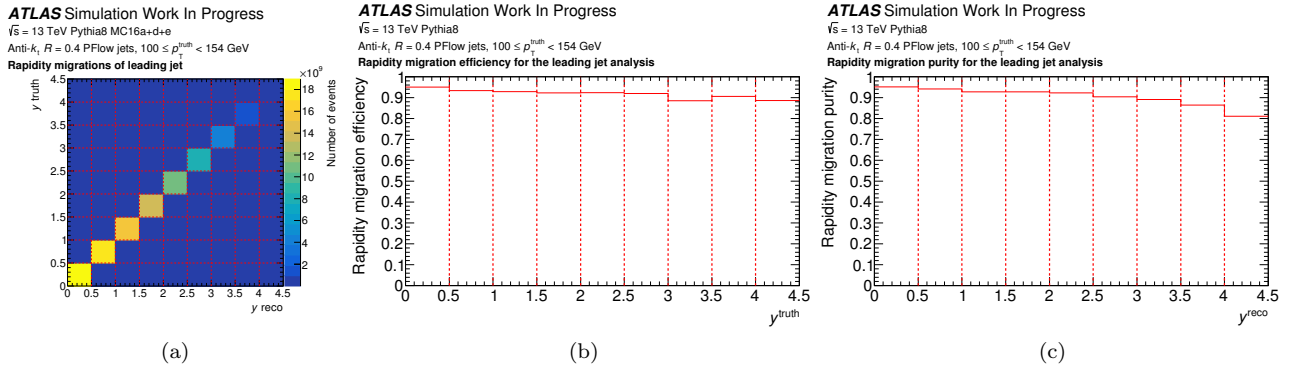 ATLAS Simulation Work In Progress
√s = 13 TeV Pythia8 MC16a+d+e
Anti-kₜ R = 0.4 PFlow jets, 100 ≤ p_T^truth < 154 GeV
Rapidity migrations of leading jet
×10⁹
y truth
4.5
4
3.5
3
2.5
2
1.5
1
0.5
0
0 0.5 1 1.5 2 2.5 3 3.5 4 4.5
y reco
18
16
14
12
10
8
6
4
2
Number of events
(a)
ATLAS Simulation Work In Progress
√s = 13 TeV Pythia8
Anti-kₜ R = 0.4 PFlow jets, 100 ≤ p_T^truth < 154 GeV
Rapidity migration efficiency for the leading jet analysis
Rapidity migration efficiency
1
0.9
0.8
0.7
0.6
0.5
0.4
0.3
0.2
0.1
0
0 0.5 1 1.5 2 2.5 3 3.5 4 4.5
y^truth
(b)
ATLAS Simulation Work In Progress
√s = 13 TeV Pythia8
Anti-kₜ R = 0.4 PFlow jets, 100 ≤ p_T^truth < 154 GeV
Rapidity migration purity for the leading jet analysis
Rapidity migration purity
1
0.9
0.8
0.7
0.6
0.5
0.4
0.3
0.2
0.1
0
0 0.5 1 1.5 2 2.5 3 3.5 4 4.5
y^reco
(c)